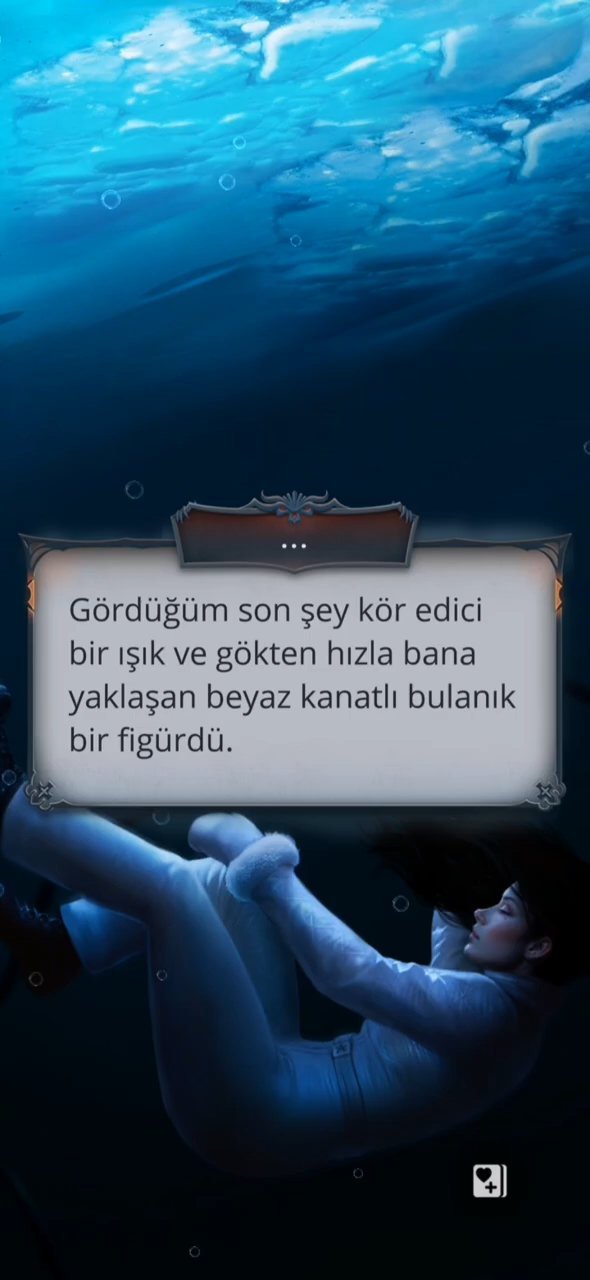 ...
Gördüğüm son şey kör edici
bir ışık ve gökten hızla bana
yaklaşan beyaz kanatlı bulanık
bir figürdü.